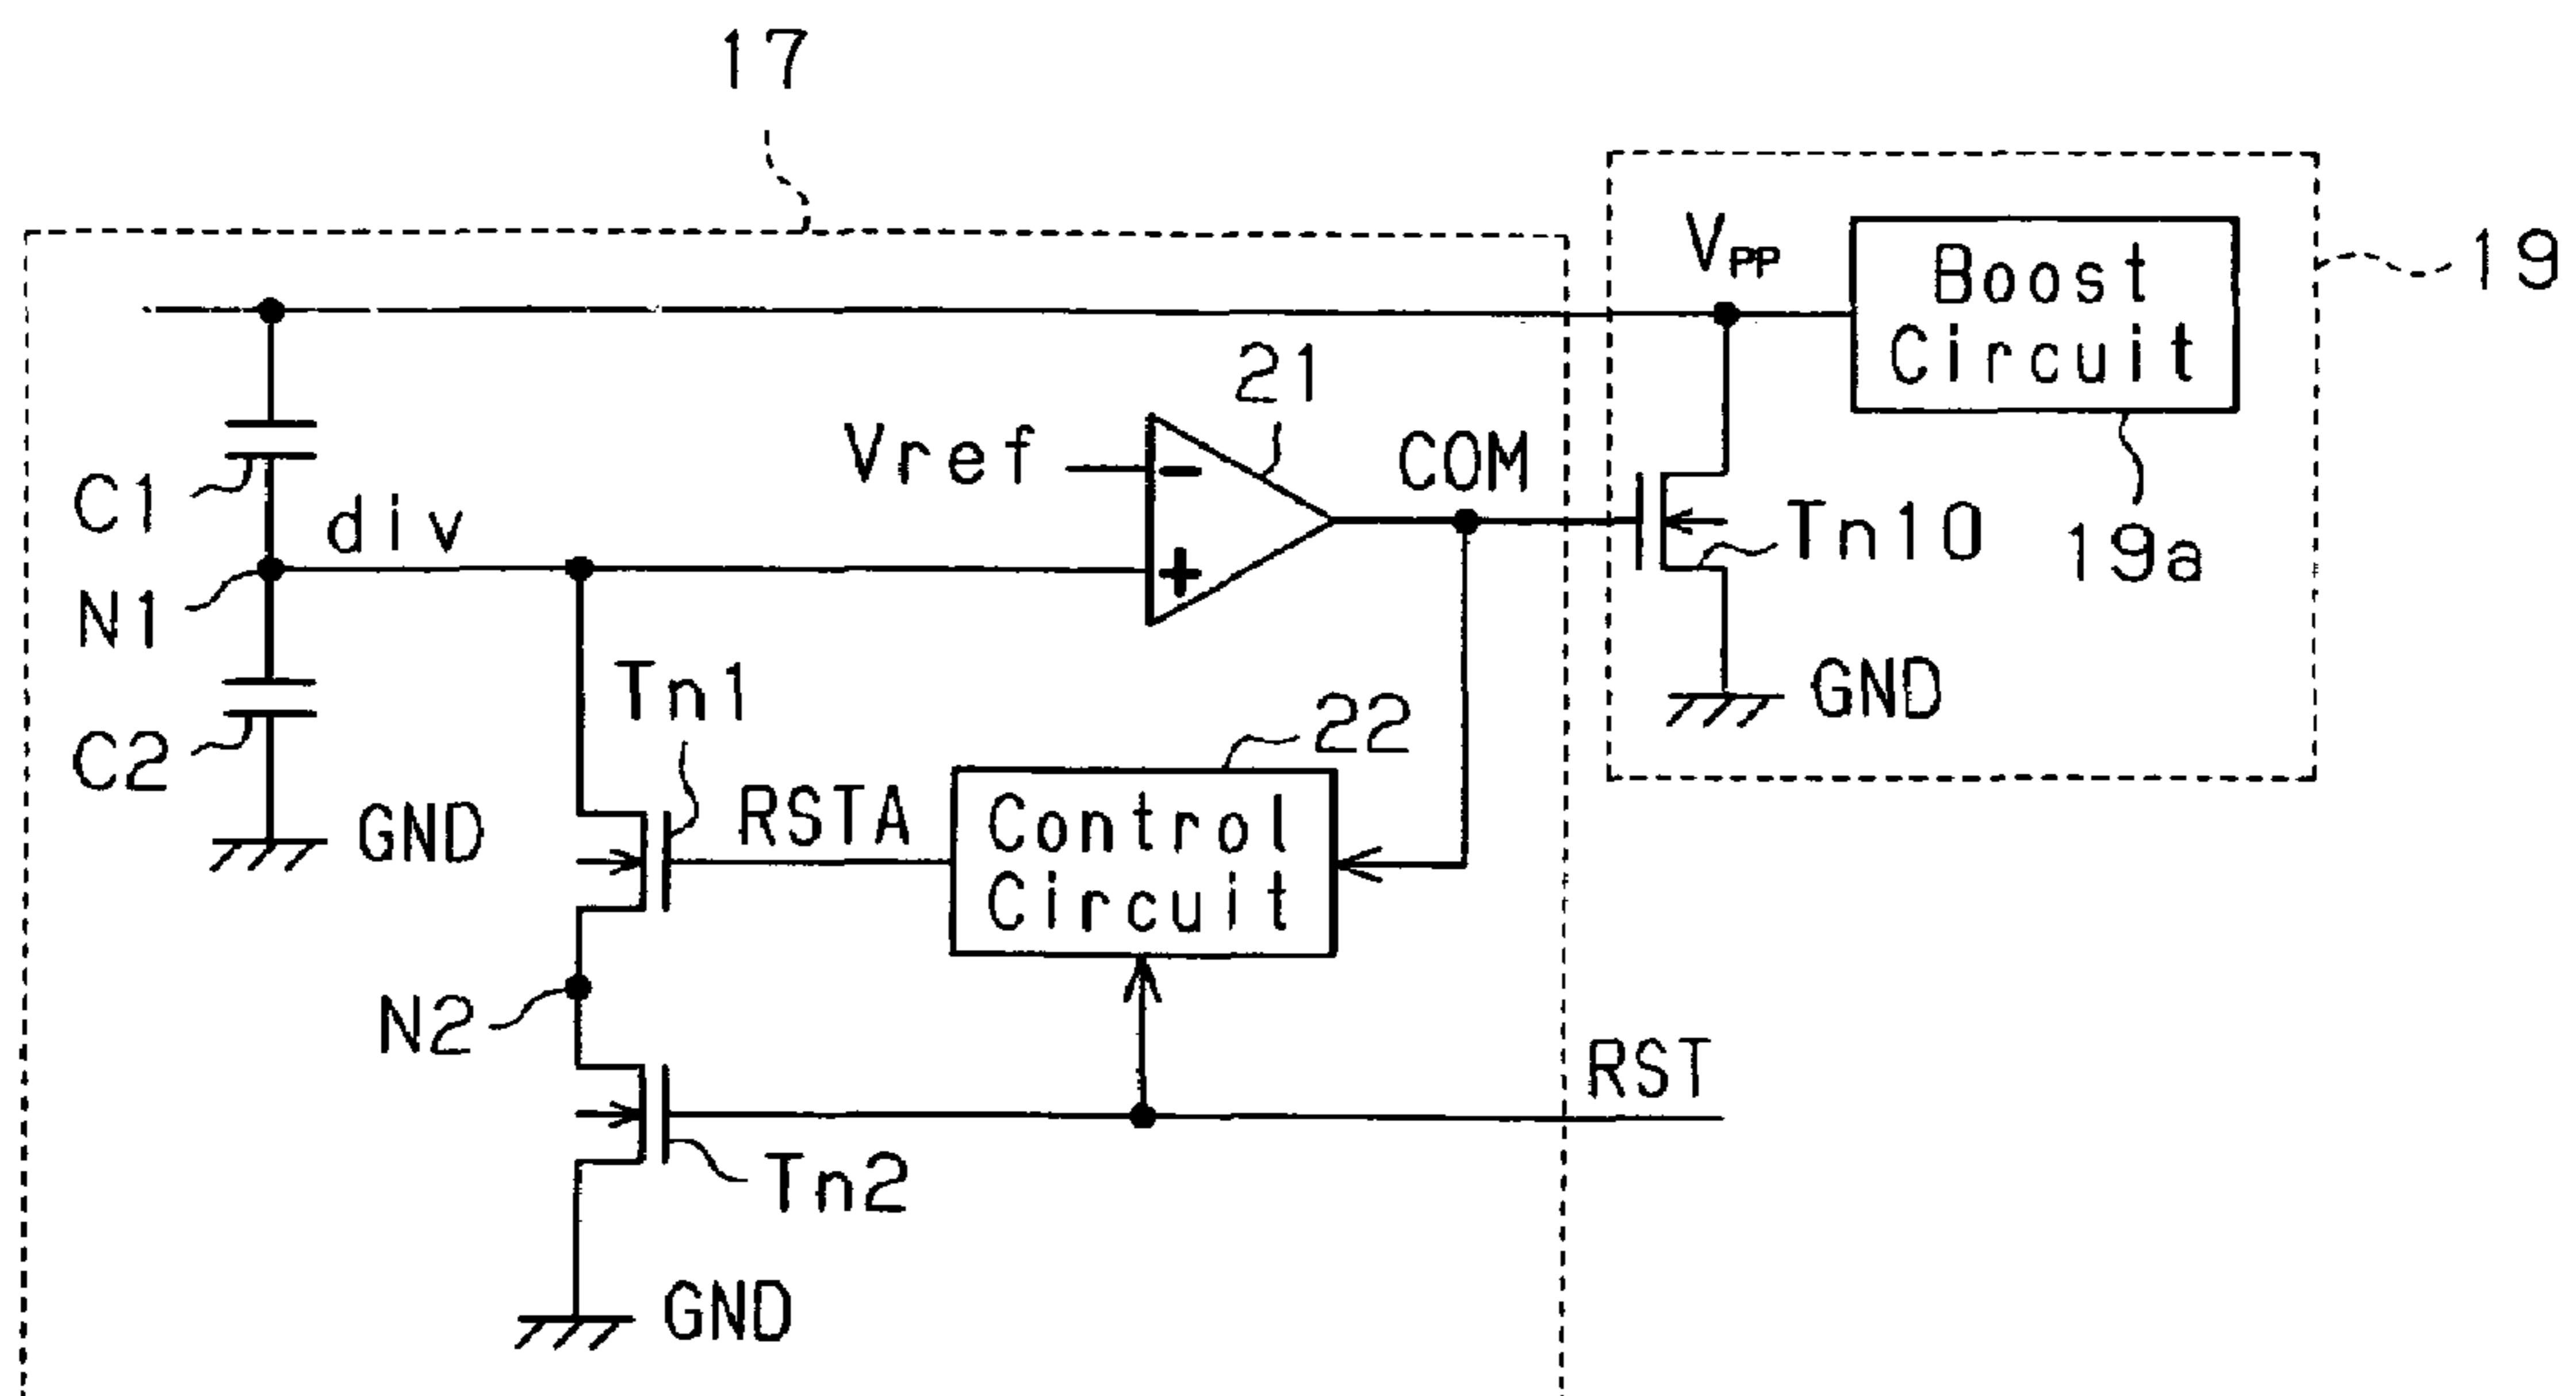 17
V_PP
Boost
Circuit
19
19a
21
Vref
-
+
COM
Tn10
GND
C1
div
N1
C2
GND
Tn1
RSTA
22
Control
Circuit
N2
RST
Tn2
GND